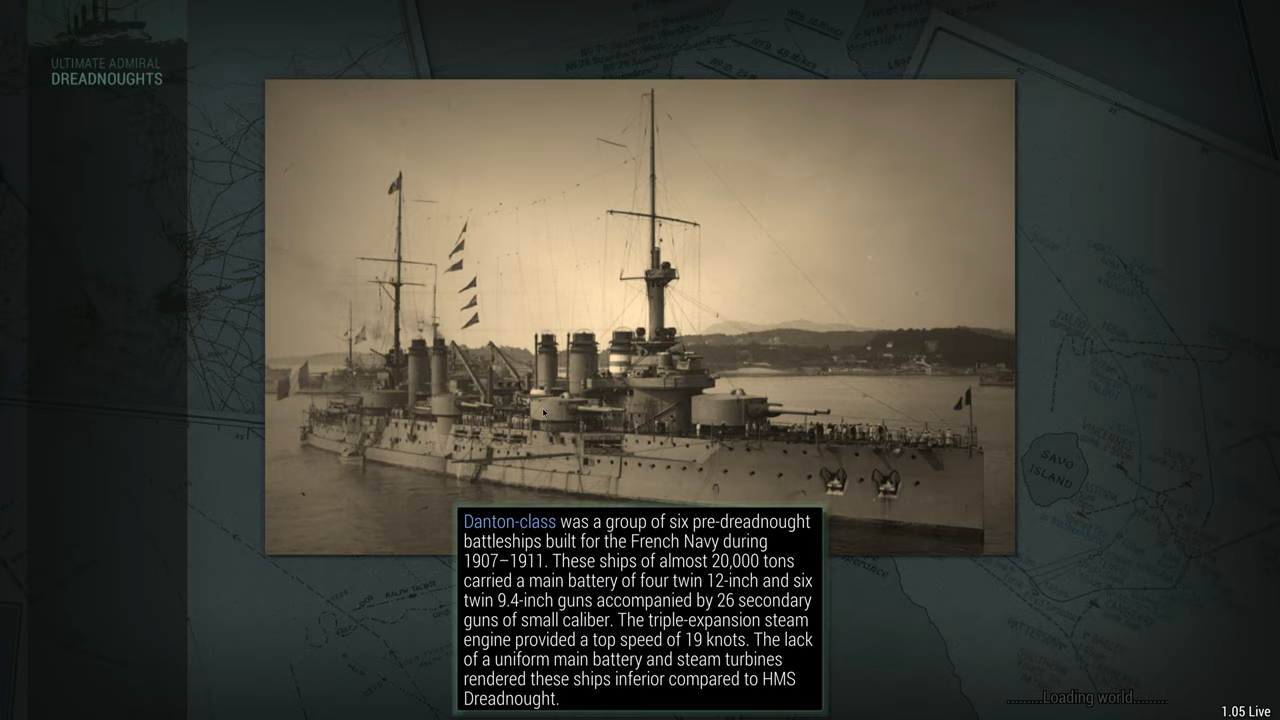 ULTIMATE ADMIRAL
DREADNOUGHTS
SAVO
ISLAND
Danton-class was a group of six pre-dreadnought
battleships built for the French Navy during
1907–1911. These ships of almost 20,000 tons
carried a main battery of four twin 12-inch and six
twin 9.4-inch guns accompanied by 26 secondary
guns of small caliber. The triple-expansion steam
engine provided a top speed of 19 knots. The lack
of a uniform main battery and steam turbines
rendered these ships inferior compared to HMS
Dreadnought.
.........Loading world.........
1.05 Live